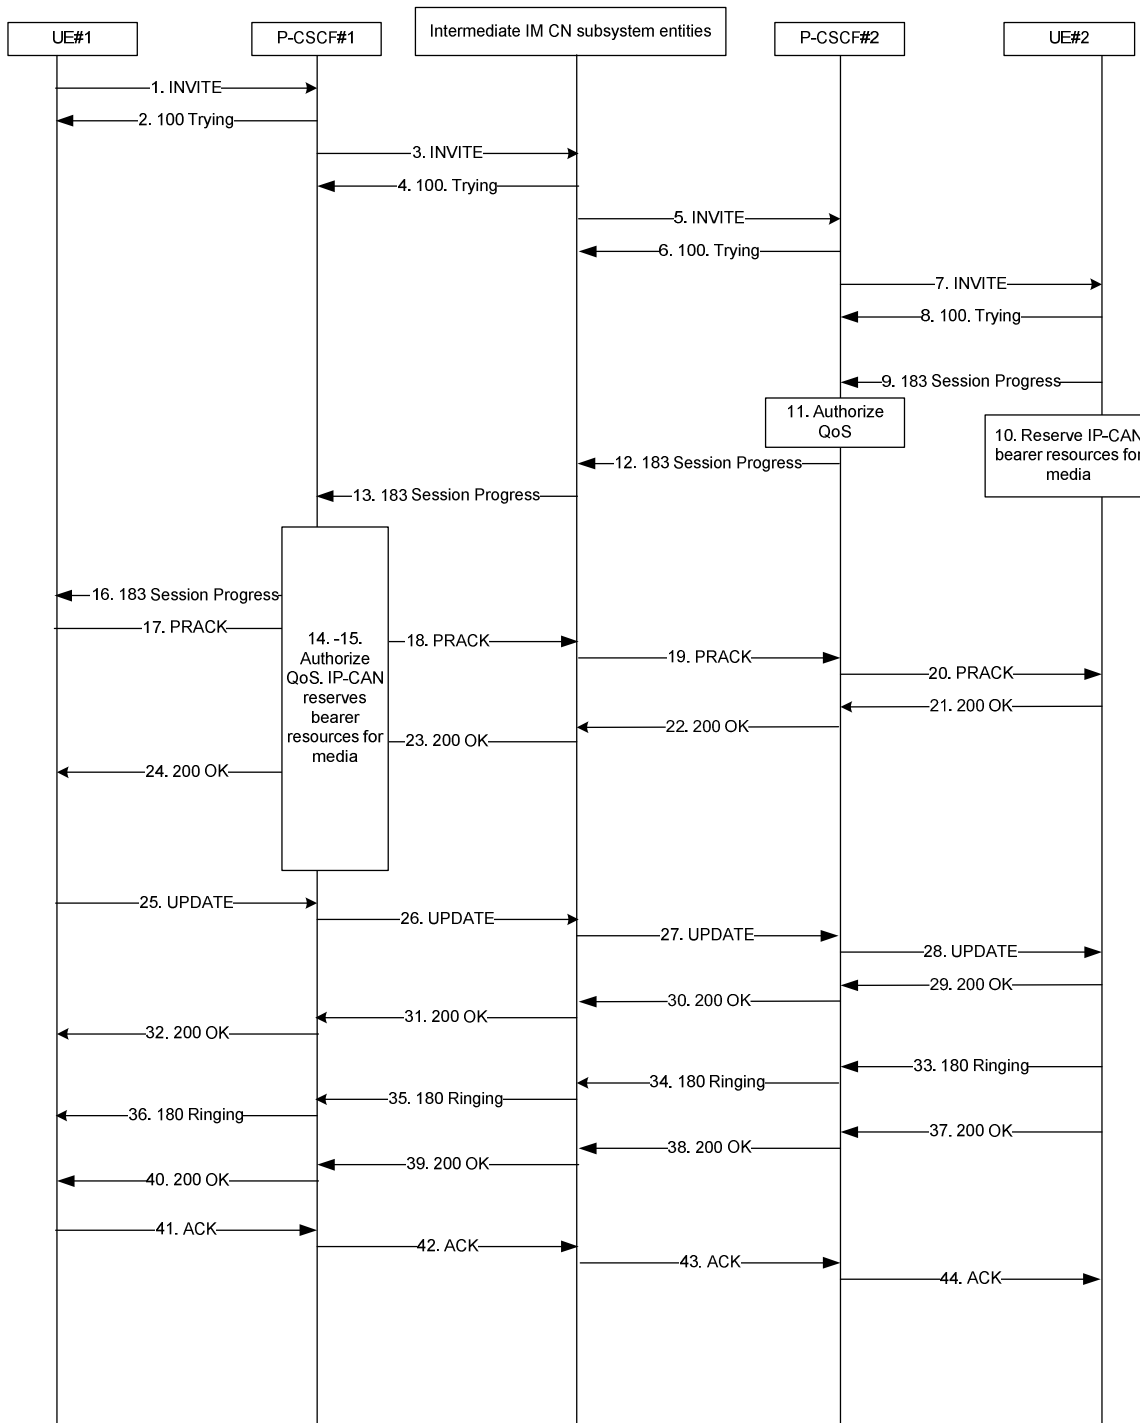 UE#1
P-CSCF#1
Intermediate IM CN subsystem entities
P-CSCF#2
UE#2
1. INVITE
2. 100 Trying
3. INVITE
4. 100. Trying
5. INVITE
6. 100. Trying
7. INVITE
8. 100. Trying
9. 183 Session Progress
11. Authorize
QoS
10. Reserve IP-CAN
bearer resources for
media
12. 183 Session Progress
13. 183 Session Progress
14. -15.
Authorize
QoS. IP-CAN
reserves
bearer
resources for
media
16. 183 Session Progress
17. PRACK
18. PRACK
19. PRACK
20. PRACK
21. 200 OK
22. 200 OK
23. 200 OK
24. 200 OK
25. UPDATE
26. UPDATE
27. UPDATE
28. UPDATE
29. 200 OK
30. 200 OK
31. 200 OK
32. 200 OK
33. 180 Ringing
34. 180 Ringing
35. 180 Ringing
36. 180 Ringing
37. 200 OK
38. 200 OK
39. 200 OK
40. 200 OK
41. ACK
42. ACK
43. ACK
44. ACK